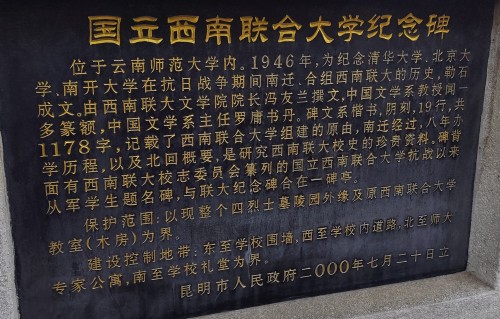 国立西南联合大学纪念碑
位于云南师范大学内。1946年,为纪念清华大学、北京大
学、南开大学在抗日战争期间南迁、合组西南联大的历史,勒石
成文。由西南联大文学院院长冯友兰撰文,中国文学系教授闻一
多篆额,中国文学系主任罗庸书丹。碑文系楷书,阴刻,19行,共
1178字,记载了西南联合大学组建的原由,南迁经过,八年办
学历程,以及北回概要,是研究西南联大校史的珍贵资料。碑背
面有西南联大校志委员会纂列的国立西南联合大学抗战以来
从军学生题名碑,与联大纪念碑合在一碑亭。
保护范围:以现整个四烈士墓陵园外缘及原西南联合大学
教室(木房)为界。
建设控制地带:东至学校围墙,西至学校内道路,北至师大
专家公寓,南至学校礼堂为界。
昆明市人民政府二000年七月二十日立